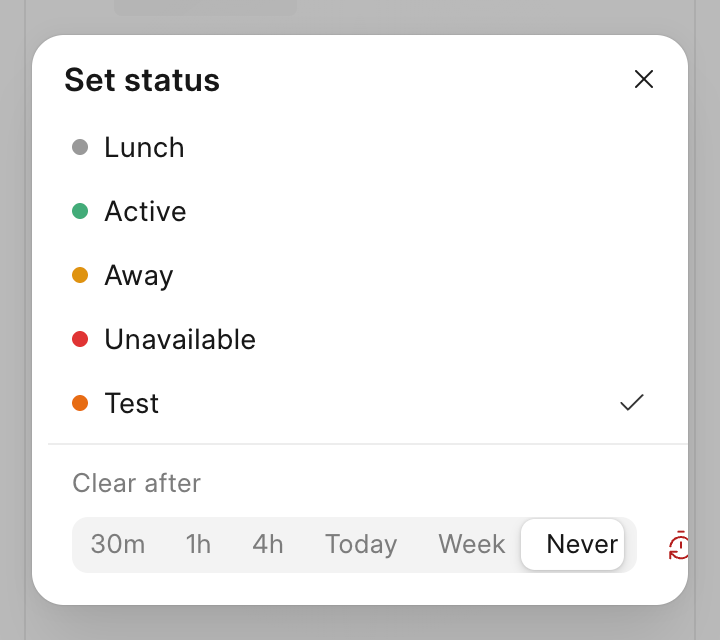 Set status
Lunch
Active
Away
Unavailable
Test
Clear after
30m 1h 4h Today Week Never